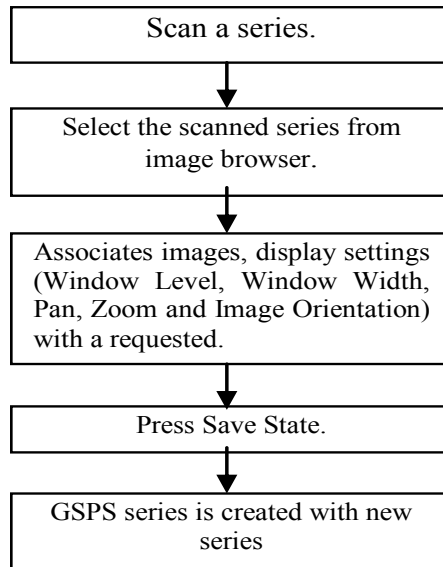 Scan a series.
Select the scanned series from
image browser.
Associates images, display settings
(Window Level, Window Width,
Pan, Zoom and Image Orientation)
with a requested.
Press Save State.
GSPS series is created with new
series